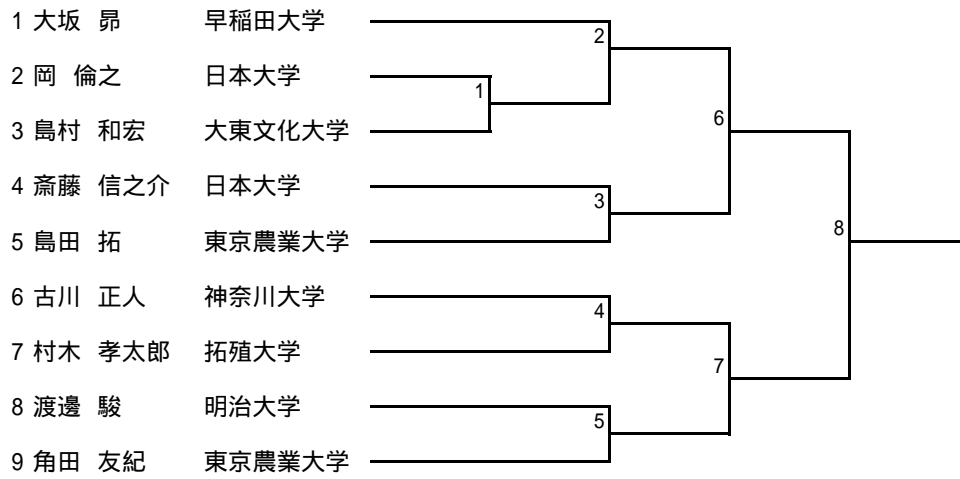 1 大坂 昴 早稲田大学
2
2 岡 倫之 日本大学
1
3 島村 和宏 大東文化大学
6
4 斎藤 信之介 日本大学
3
5 島田 拓 東京農業大学
8
6 古川 正人 神奈川大学
4
7 村木 孝太郎 拓殖大学
7
8 渡邊 駿 明治大学
5
9 角田 友紀 東京農業大学